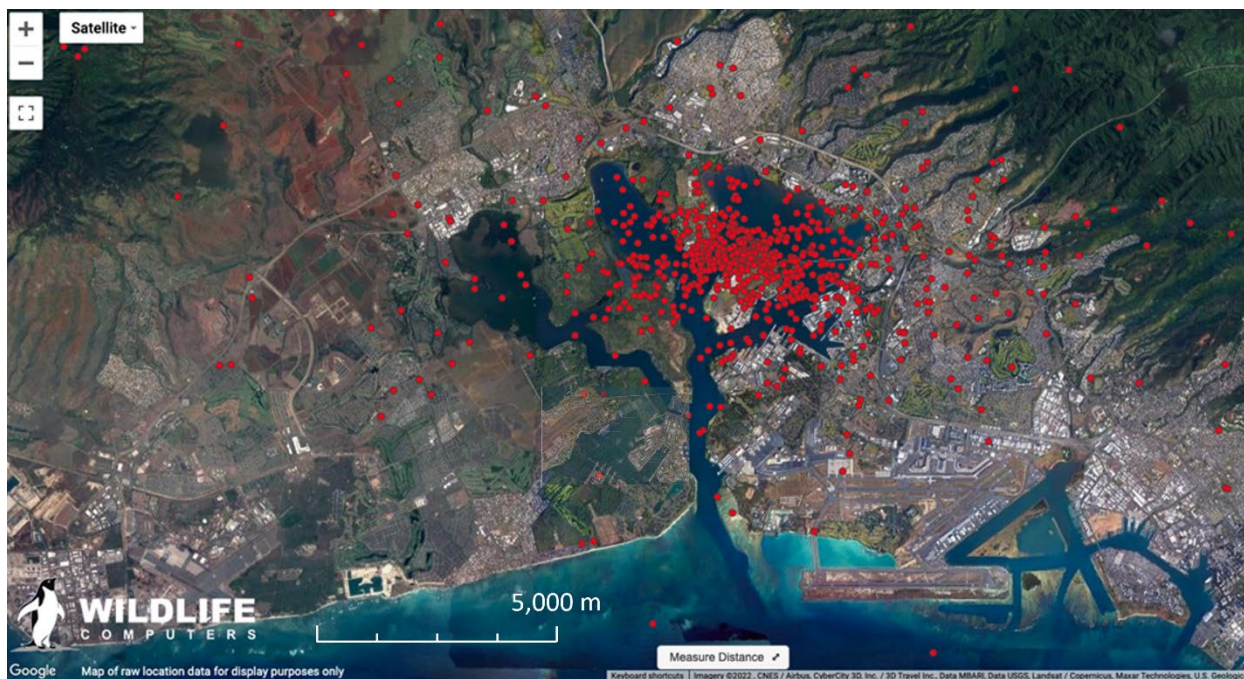 +
Satellite
−
5,000 m
WILDLIFE
COMPUTERS
Measure Distance
Google
Map of raw location data for display purposes only
Keyboard shortcuts
Imagery ©2022 , CNES / Airbus, CyberCity 3D, Inc. / 3D Travel Inc., Data MBARI, Data USGS, Landsat / Copernicus, Maxar Technologies, U.S. Geologic